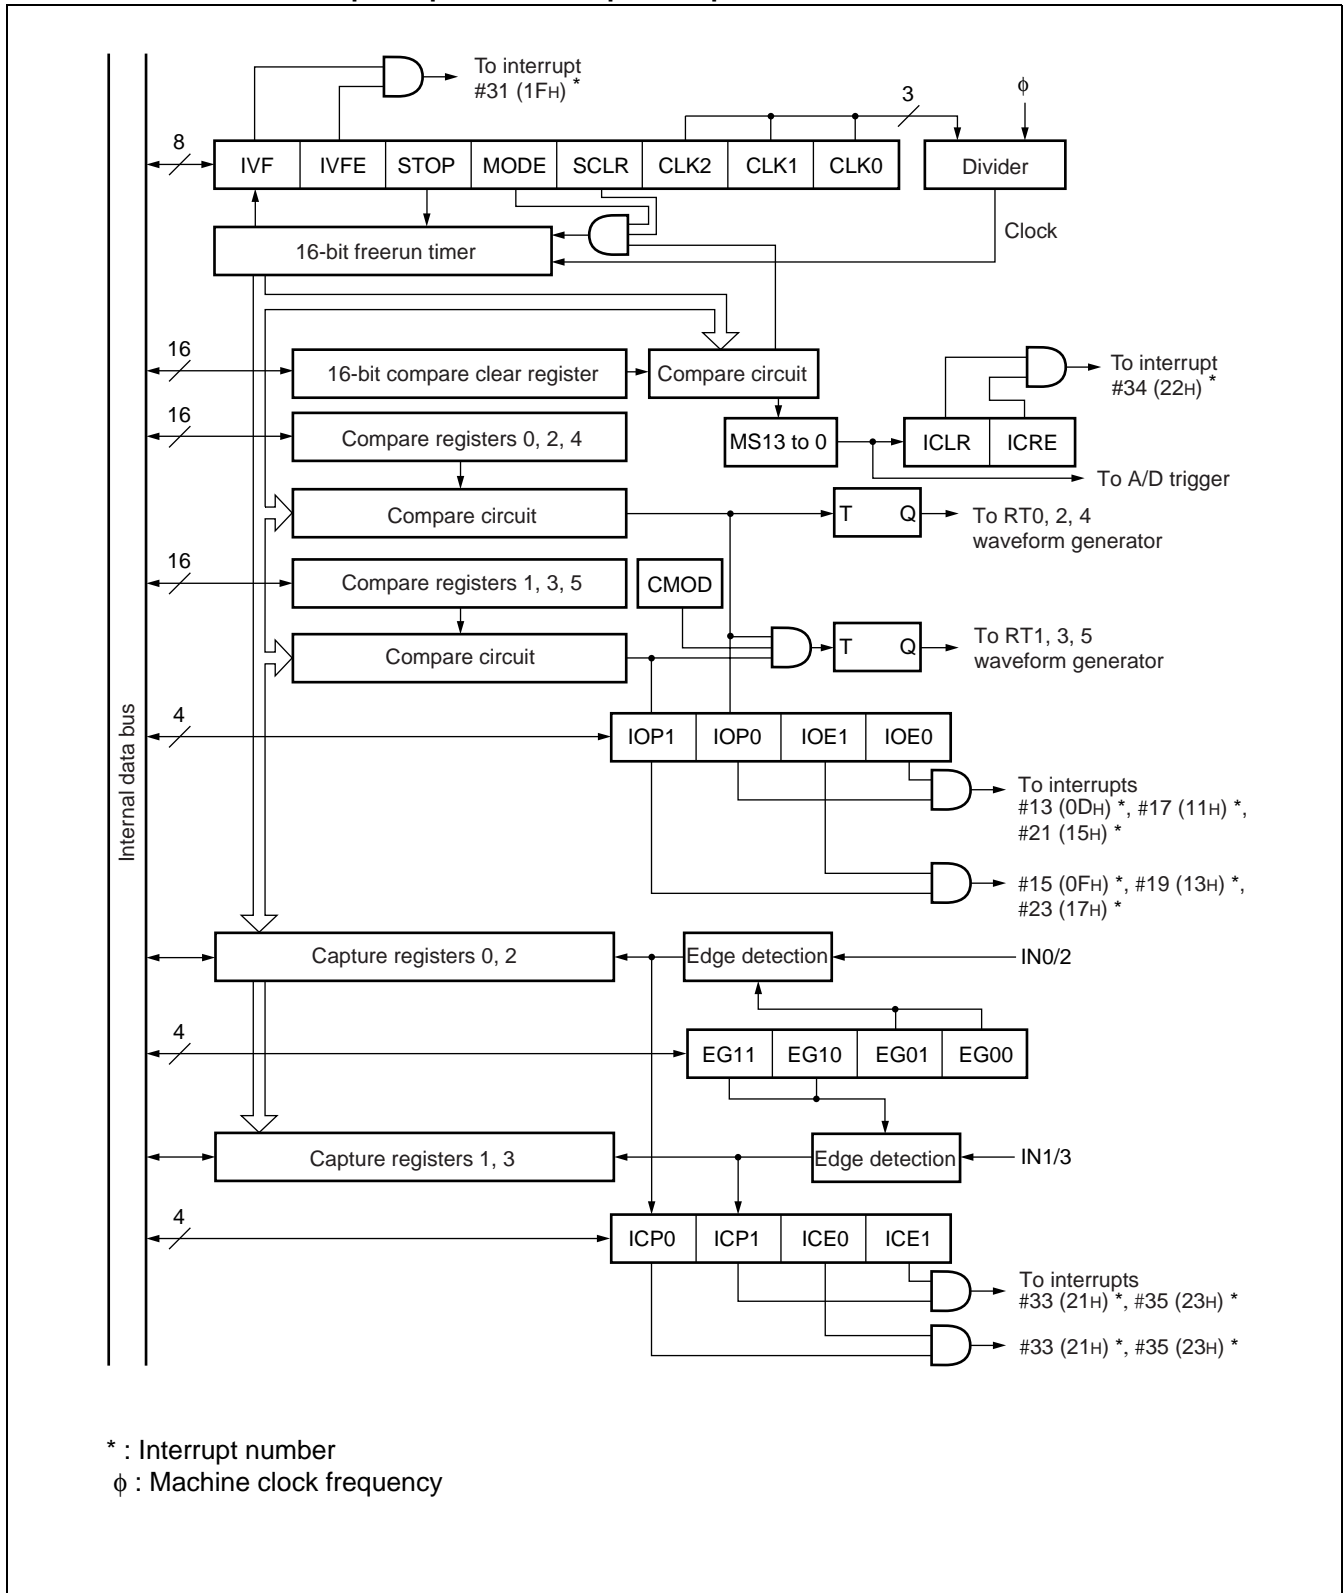 To interrupt
#31 (1FH) *
3
φ
8
IVF IVFE STOP MODE SCLR CLK2 CLK1 CLK0 Divider
Clock
16-bit freerun timer
16
16-bit compare clear register
Compare circuit
To interrupt
#34 (22H) *
16
Compare registers 0, 2, 4
MS13 to 0
ICLR ICRE
To A/D trigger
Compare circuit
T Q
To RT0, 2, 4
waveform generator
16
Compare registers 1, 3, 5
CMOD
Compare circuit
T Q
To RT1, 3, 5
waveform generator
Internal data bus
4
IOP1 IOP0 IOE1 IOE0
To interrupts
#13 (0DH) *, #17 (11H) *,
#21 (15H) *
#15 (0FH) *, #19 (13H) *,
#23 (17H) *
Capture registers 0, 2
Edge detection
IN0/2
4
EG11 EG10 EG01 EG00
Capture registers 1, 3
Edge detection
IN1/3
4
ICP0 ICP1 ICE0 ICE1
To interrupts
#33 (21H) *, #35 (23H) *
#33 (21H) *, #35 (23H) *
* : Interrupt number
φ : Machine clock frequency